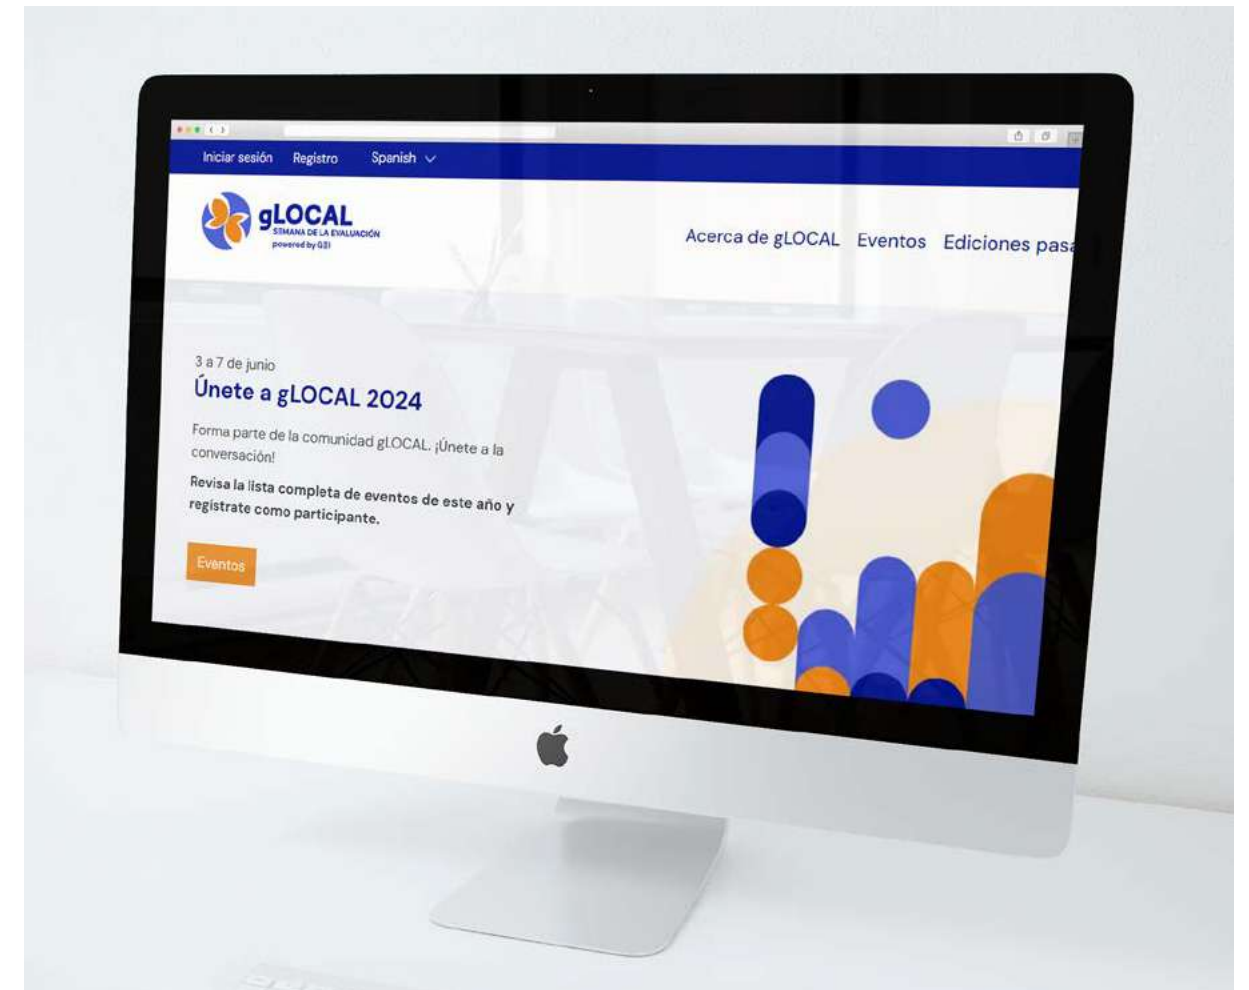 Iniciar sesión Registro Spanish
gLOCAL
SEMANA DE LA EVALUACIÓN
powered by GEI
Acerca de gLOCAL Eventos Ediciones pasa
3 a 7 de junio
Únete a gLOCAL 2024
Forma parte de la comunidad gLOCAL. ¡Únete a la
conversación!
Revisa la lista completa de eventos de este año y
regístrate como participante.
Eventos